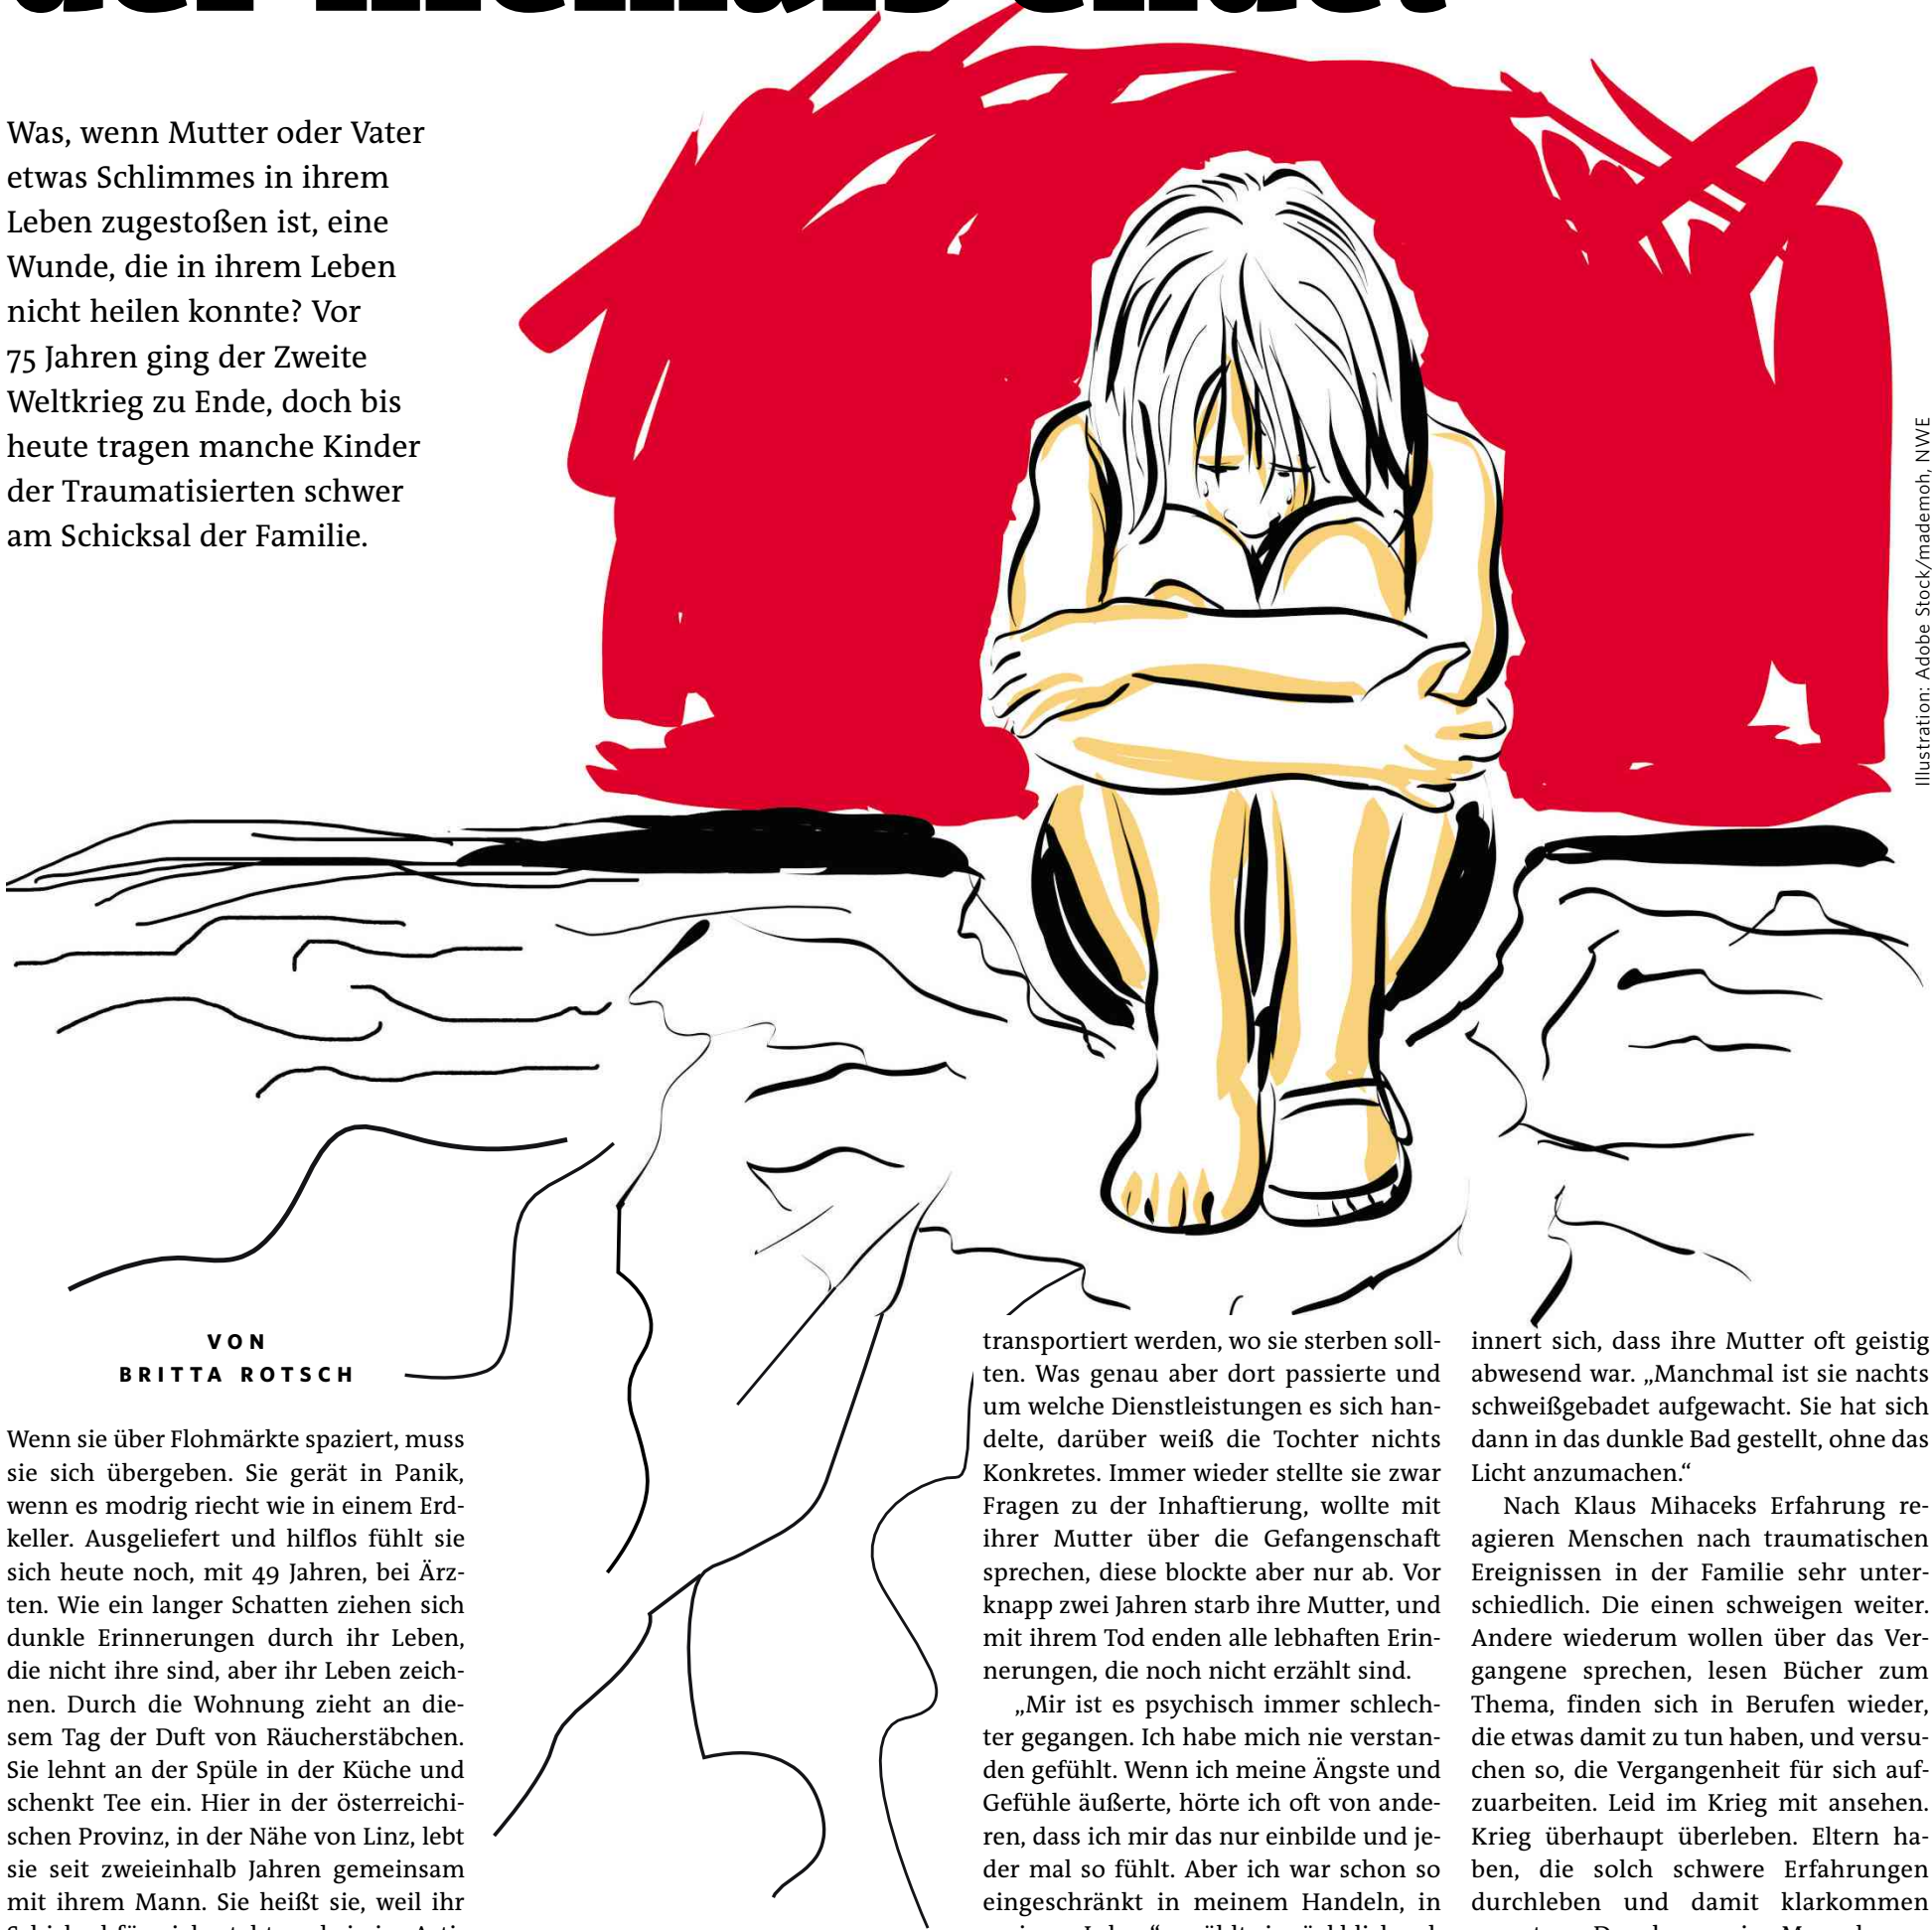 der niemals endet
Was, wenn Mutter oder Vater
etwas Schlimmes in ihrem
Leben zugestoßen ist, eine
Wunde, die in ihrem Leben
nicht heilen konnte? Vor
75 Jahren ging der Zweite
Weltkrieg zu Ende, doch bis
heute tragen manche Kinder
der Traumatisierten schwer
am Schicksal der Familie.
Illustration: Adobe Stock/mademoh, NWE
VON
BRITTA ROTSCH
Wenn sie über Flohmärkte spaziert, muss
sie sich übergeben. Sie gerät in Panik,
wenn es modrig riecht wie in einem Erd-
keller. Ausgeliefert und hilflos fühlt sie
sich heute noch, mit 49 Jahren, bei Ärz-
ten. Wie ein langer Schatten ziehen sich
dunkle Erinnerungen durch ihr Leben,
die nicht ihre sind, aber ihr Leben zeich-
nen. Durch die Wohnung zieht an die-
sem Tag der Duft von Räucherstäbchen.
Sie lehnt an der Spüle in der Küche und
schenkt Tee ein. Hier in der österreichi-
schen Provinz, in der Nähe von Linz, lebt
sie seit zweieinhalb Jahren gemeinsam
mit ihrem Mann. Sie heißt sie, weil ihr
transportiert werden, wo sie sterben soll-
ten. Was genau aber dort passierte und
um welche Dienstleistungen es sich han-
delte, darüber weiß die Tochter nichts
Konkretes. Immer wieder stellte sie zwar
Fragen zu der Inhaftierung, wollte mit
ihrer Mutter über die Gefangenschaft
sprechen, diese blockte aber nur ab. Vor
knapp zwei Jahren starb ihre Mutter, und
mit ihrem Tod enden alle lebhaften Erin-
nerungen, die noch nicht erzählt sind.
„Mir ist es psychisch immer schlech-
ter gegangen. Ich habe mich nie verstan-
den gefühlt. Wenn ich meine Ängste und
Gefühle äußerte, hörte ich oft von ande-
ren, dass ich mir das nur einbilde und je-
der mal so fühlt. Aber ich war schon so
eingeschränkt in meinem Handeln, in
innert sich, dass ihre Mutter oft geistig
abwesend war. „Manchmal ist sie nachts
schweißgebadet aufgewacht. Sie hat sich
dann in das dunkle Bad gestellt, ohne das
Licht anzumachen.“
Nach Klaus Mihaceks Erfahrung re-
agieren Menschen nach traumatischen
Ereignissen in der Familie sehr unter-
schiedlich. Die einen schweigen weiter.
Andere wiederum wollen über das Ver-
gangene sprechen, lesen Bücher zum
Thema, finden sich in Berufen wieder,
die etwas damit zu tun haben, und versu-
chen so, die Vergangenheit für sich auf-
zuarbeiten. Leid im Krieg mit ansehen.
Krieg überhaupt überleben. Eltern ha-
ben, die solch schwere Erfahrungen
durchleben und damit klarkommen